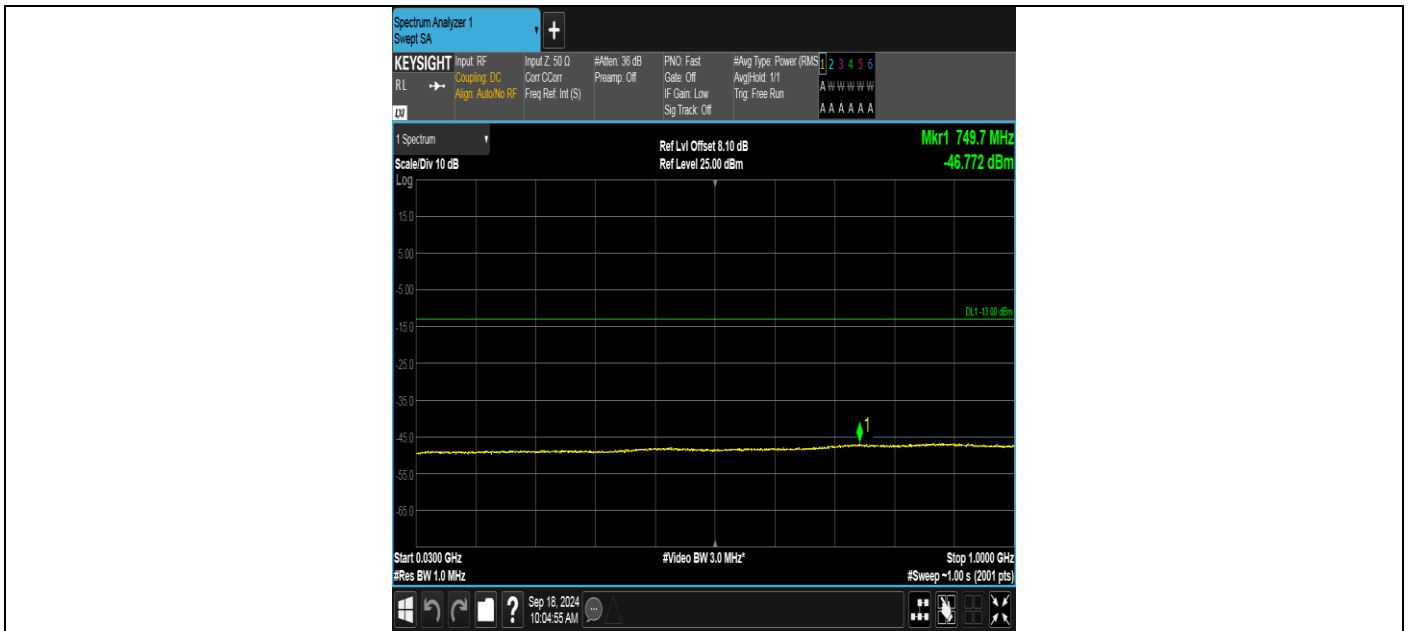 Spectrum Analyzer 1
Swept SA
+
KEYSIGHT
RL
LXI
Input: RF
Coupling: DC
Align: Auto/No RF
Input Z: 50 Ω
Corr CCorr
Freq Ref: Int (S)
#Atten: 36 dB
Preamp: Off
PNO: Fast
Gate: Off
IF Gain: Low
Sig Track: Off
#Avg Type: Power (RMS
Avg|Hold: 1/1
Trig: Free Run
1 2 3 4 5 6
A W W W W W
A A A A A A
1 Spectrum
Scale/Div 10 dB
Log
Ref Lvl Offset 8.10 dB
Ref Level 25.00 dBm
Mkr1 749.7 MHz
-46.772 dBm
15.0
5.00
-5.00
DL1 -13.00 dBm
-15.0
-25.0
-35.0
1
-45.0
-55.0
-65.0
Start 0.0300 GHz
#Res BW 1.0 MHz
#Video BW 3.0 MHz*
Stop 1.0000 GHz
#Sweep ~1.00 s (2001 pts)
?
Sep 18, 2024
10:04:55 AM